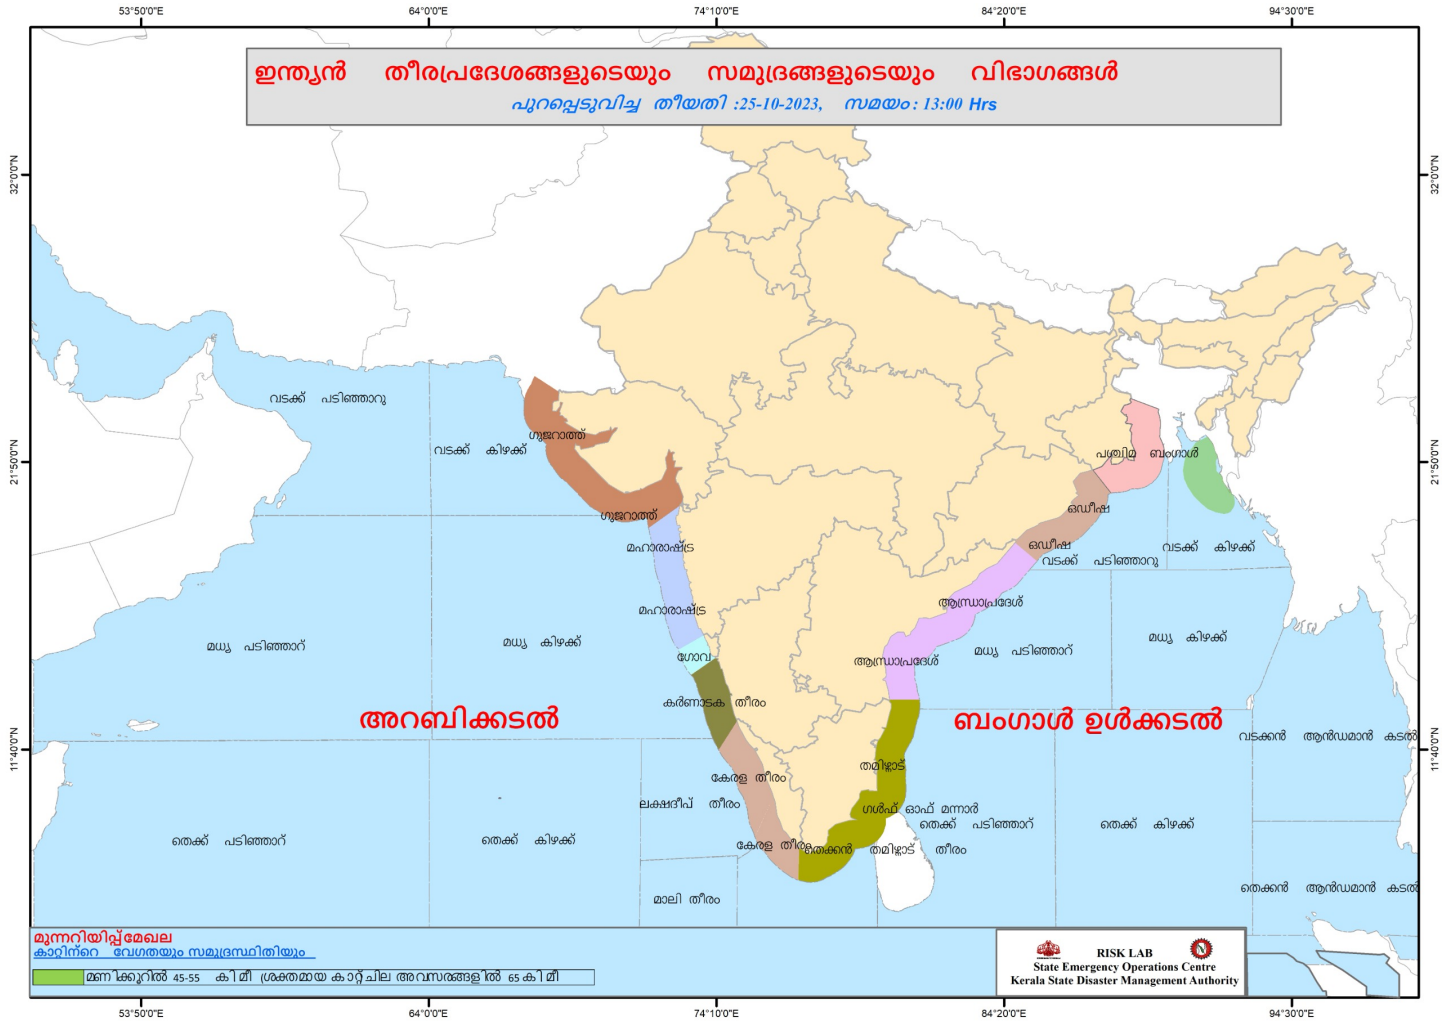 53°50'0"E 64°0'0"E 74°10'0"E 84°20'0"E 94°30'0"E
ഇന്ത്യൻ തീരപ്രദേശങ്ങളുടെയും സമുദ്രങ്ങളുടെയും വിഭാഗങ്ങൾ
പുറപ്പെടുവിച്ച തീയതി :25-10-2023, സമയം : 13:00 Hrs
32°0'0"N 32°0'0"N
വടക്ക് പടിഞ്ഞാറു
ഗുജറാത്ത്
വടക്ക് കിഴക്ക്
പശ്ചിമ ബംഗാൾ
21°50'0"N 21°50'0"N
ഗുജറാത്ത്
ഒഡീഷ
മഹാരാഷ്ട്ര
ഒഡീഷ
വടക്ക് കിഴക്ക്
വടക്ക് പടിഞ്ഞാറു
ആന്ധ്രാപ്രദേശ്
മഹാരാഷ്ട്ര
മധ്യ പടിഞ്ഞാറ്
മധ്യ കിഴക്ക്
മധ്യ കിഴക്ക്
ഗോവ
ആന്ധ്രാപ്രദേശ്
മധ്യ പടിഞ്ഞാറ്
കർണാടക തീരം
അറബിക്കടൽ
ബംഗാൾ ഉൾക്കടൽ
വടക്കൻ ആൻഡമാൻ കടൽ
11°40'0"N 11°40'0"N
തമിഴ്നാട്
കേരള തീരം
ലക്ഷദീപ് തീരം
ഗൾഫ് ഓഫ് മന്നാർ
തെക്ക് പടിഞ്ഞാറ്
തെക്ക് കിഴക്ക്
തെക്ക് പടിഞ്ഞാറ്
തെക്ക് കിഴക്ക്
കേരള തീരം
തെക്കൻ തമിഴ്നാട് തീരം
തെക്കൻ ആൻഡമാൻ കടൽ
മാലി തീരം
മുന്നറിയിപ്പ്മേഖല
കാറ്റിന്റെ വേഗതയും സമുദ്രസ്ഥിതിയും
മണിക്കൂറിൽ 45-55 കി മീ ശ്രക്തമായ കാറ്റ് ചില അവസരങ്ങളിൽ 65 കി മീ
RISK LAB
State Emergency Operations Centre
Kerala State Disaster Management Authority
53°50'0"E 64°0'0"E 74°10'0"E 84°20'0"E 94°30'0"E